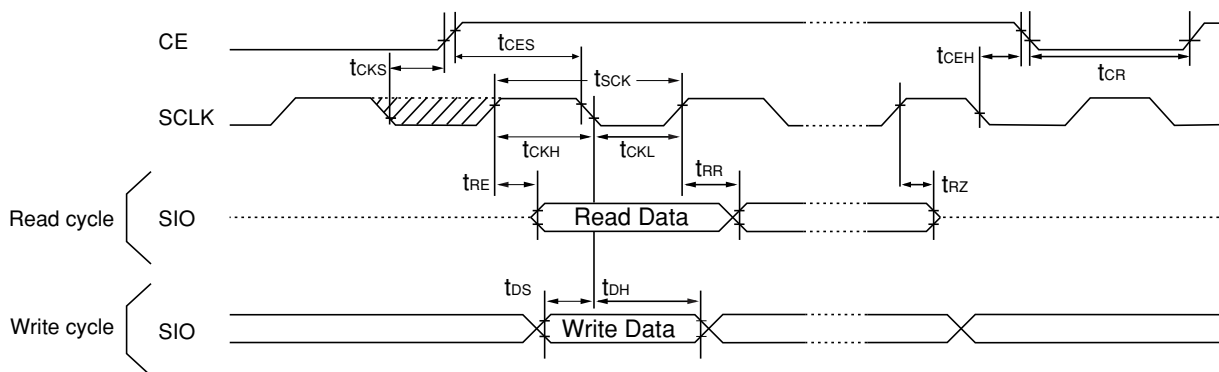 CE
tCKS
tCES
tCEH
tCR
SCLK
tSCK
tCKH
tCKL
tRE
tRR
tRZ
Read cycle
SIO
Read Data
tDS
tDH
Write cycle
SIO
Write Data